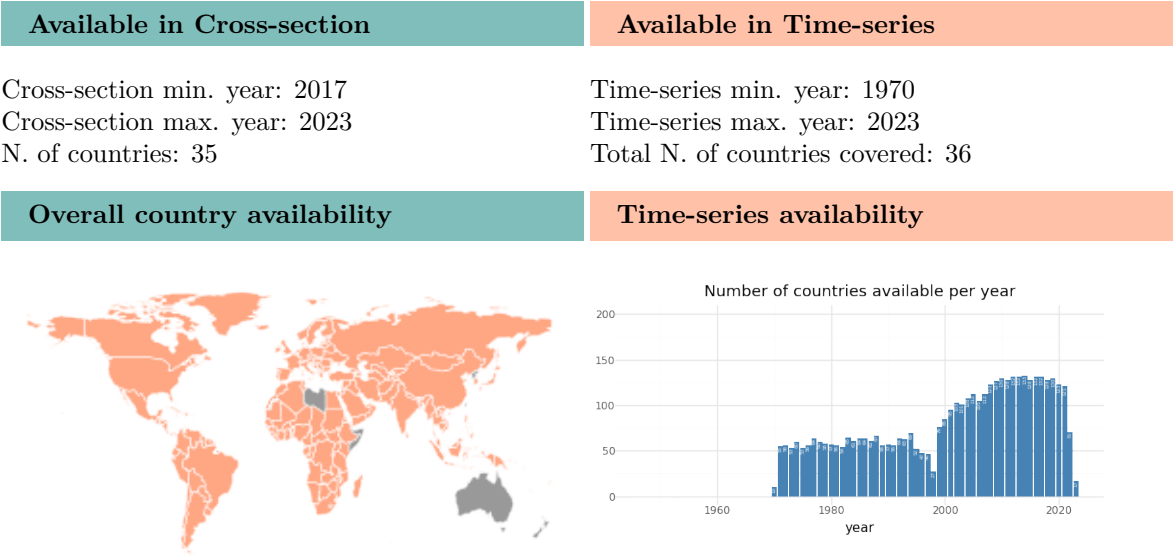 Available in Cross-section
Available in Time-series
Cross-section min. year: 2017
Cross-section max. year: 2023
N. of countries: 35
Time-series min. year: 1970
Time-series max. year: 2023
Total N. of countries covered: 36
Overall country availability
Time-series availability
Number of countries available per year
200
150
100
50
0
1960
1980
2000
2020
year